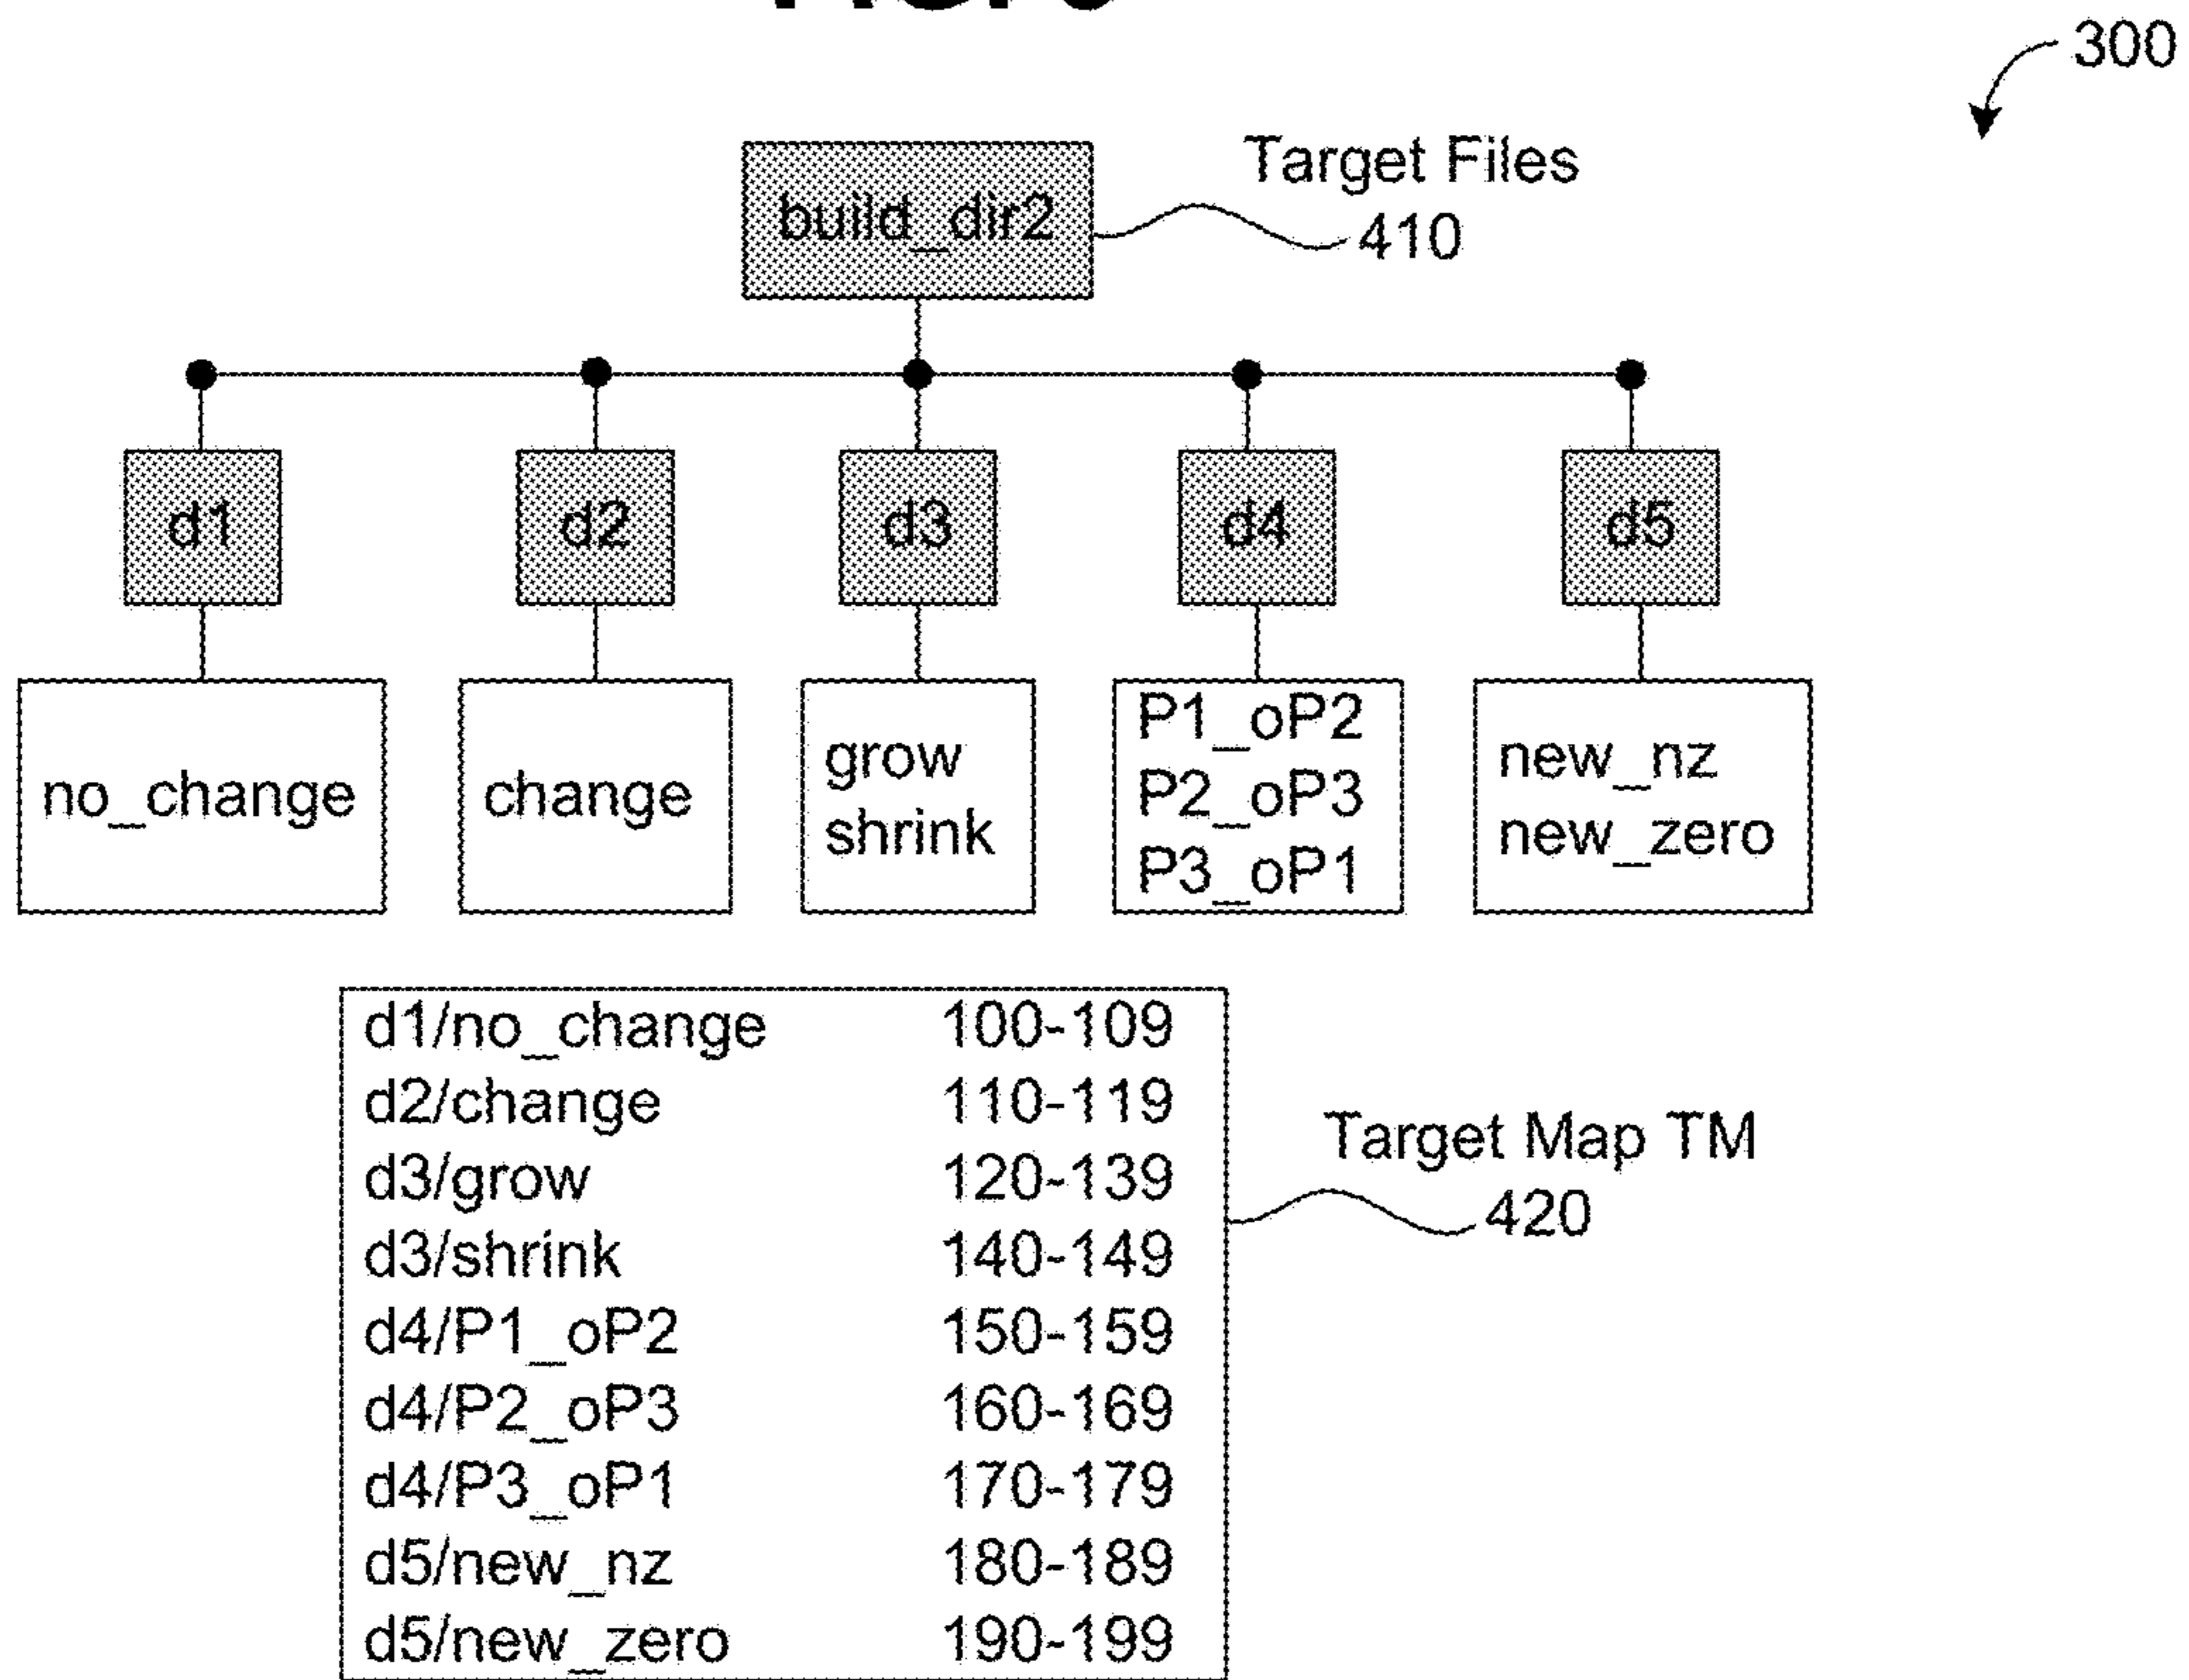 300
Target Files
build_dir2
410
d1 d2 d3 d4 d5
no_change
change
grow
shrink
P1_oP2
P2_oP3
P3_oP1
new_nz
new_zero
d1/no_change 100-109
d2/change 110-119
d3/grow 120-139
d3/shrink 140-149
d4/P1_oP2 150-159
d4/P2_oP3 160-169
d4/P3_oP1 170-179
d5/new_nz 180-189
d5/new_zero 190-199
Target Map TM
420